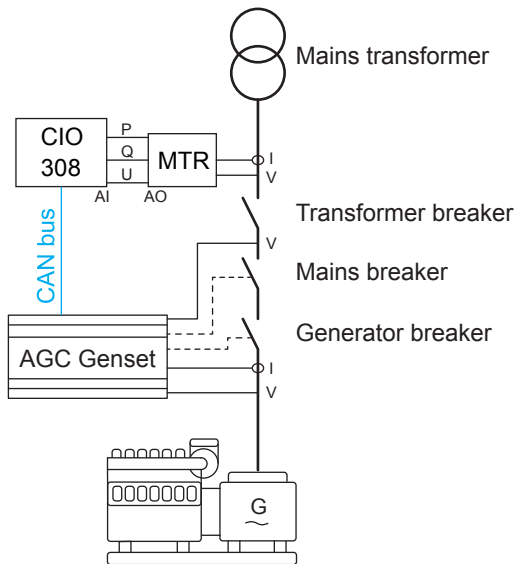 Mains transformer
CIO
308
P
Q
U
MTR
I
V
AI
AO
Transformer breaker
V
CAN bus
Mains breaker
Generator breaker
AGC Genset
I
V
G